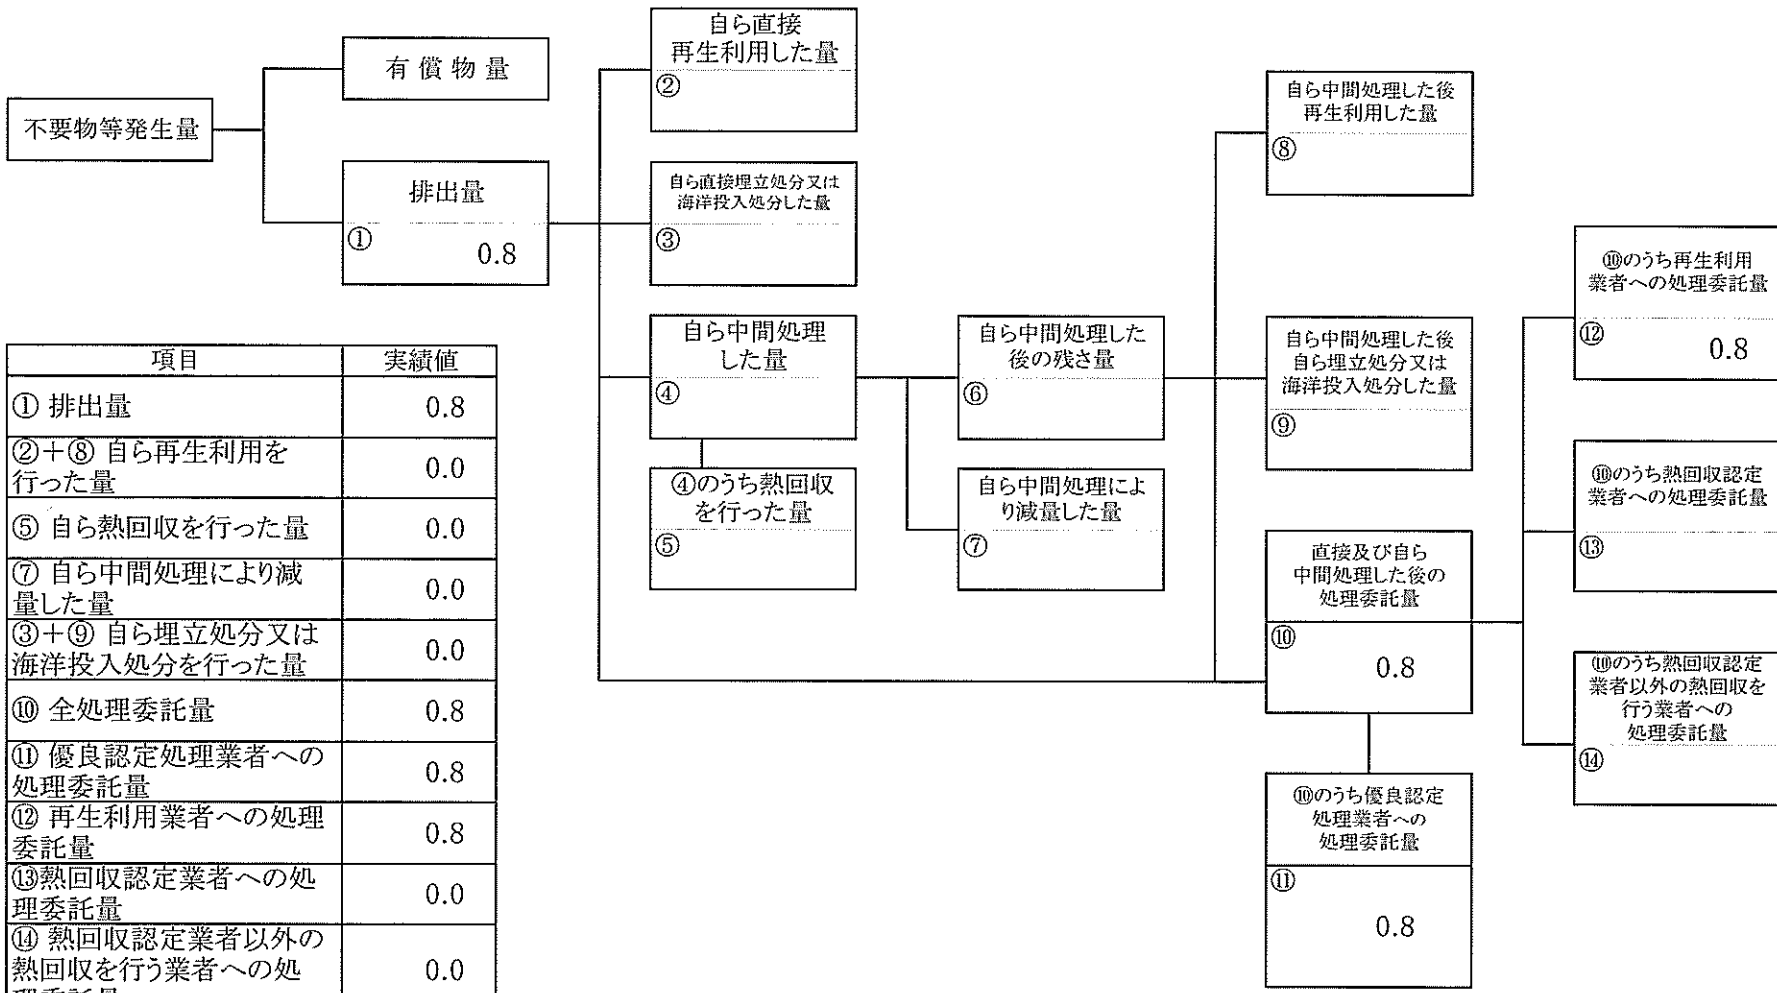 不要物等発生量
有償物量
排出量
①
0.8
自ら直接
再生利用した量
②
自ら直接埋立処分又は
海洋投入処分した量
③
自ら中間処理
した量
④
④のうち熱回収
を行った量
⑤
自ら中間処理した
後の残さ量
⑥
自ら中間処理によ
り減量した量
⑦
自ら中間処理した後
再生利用した量
⑧
自ら中間処理した後
自ら埋立処分又は
海洋投入処分した量
⑨
直接及び自ら
中間処理した後の
処理委託量
⑩
0.8
⑩のうち優良認定
処理業者への
処理委託量
⑪
0.8
⑩のうち再生利用
業者への処理委託量
⑫
0.8
⑩のうち熱回収認定
業者への処理委託量
⑬
⑩のうち熱回収認定
業者以外の熱回収を
行う業者への
処理委託量
⑭
項目 実績値
① 排出量 0.8
②＋⑧ 自ら再生利用を
行った量 0.0
⑤ 自ら熱回収を行った量 0.0
⑦ 自ら中間処理により減
量した量 0.0
③＋⑨ 自ら埋立処分又は
海洋投入処分を行った量 0.0
⑩ 全処理委託量 0.8
⑪ 優良認定処理業者への
処理委託量 0.8
⑫ 再生利用業者への処理
委託量 0.8
⑬熱回収認定業者への処
理委託量 0.0
⑭ 熱回収認定業者以外の
熱回収を行う業者への処 0.0
理委託量